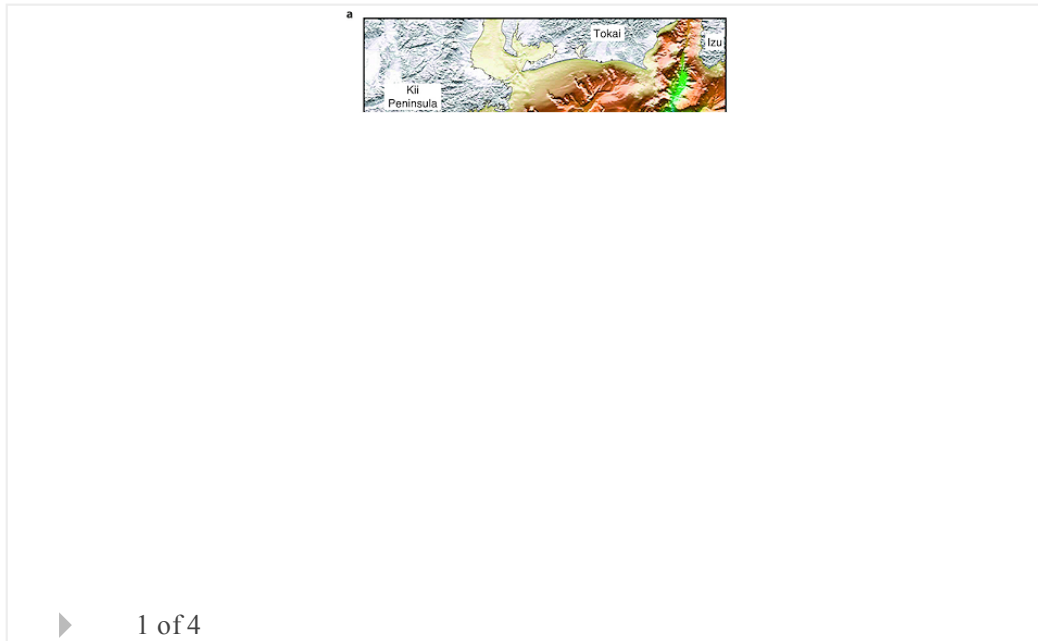 a
Tokai
Izu
Kii
Peninsula
1 of 4